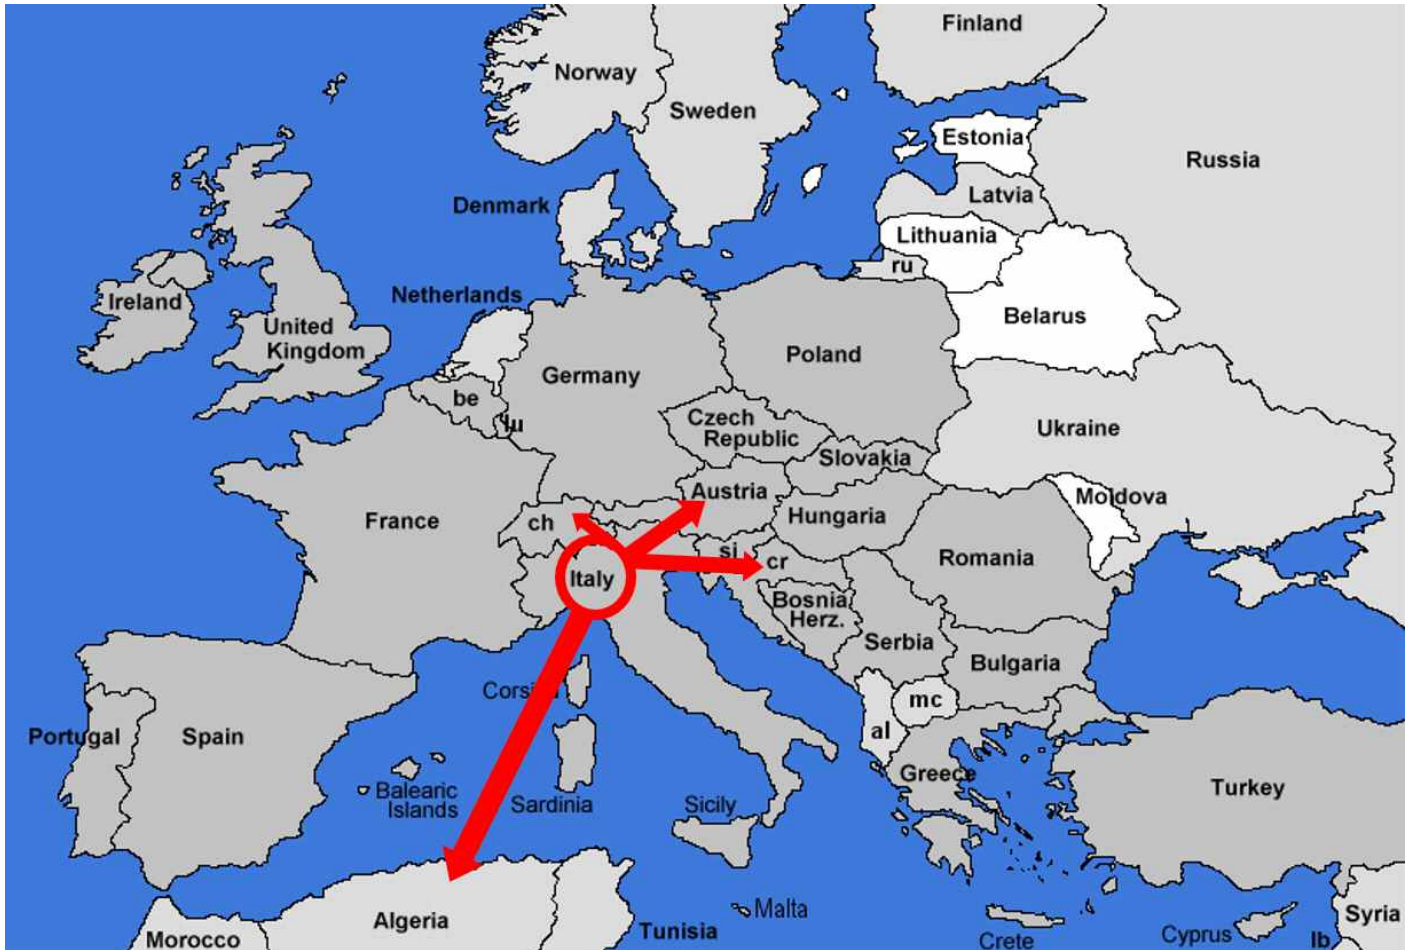 Finland
Norway
Sweden
Estonia
Russia
Latvia
Denmark
Lithuania
ru
Netherlands
Ireland
United
Kingdom
Belarus
Poland
Germany
be
lu
Czech
Republic
Ukraine
Slovakia
Austria
Moldova
France
ch
Hungaria
si
cr
Romania
Italy
Bosnia
Herz.
Serbia
Bulgaria
Corsi
mc
al
Portugal
Spain
Greece
Turkey
Balearic
Islands
Sardinia
Sicily
Malta
Algeria
Tunisia
Morocco
Crete
Cyprus
lb
Syria